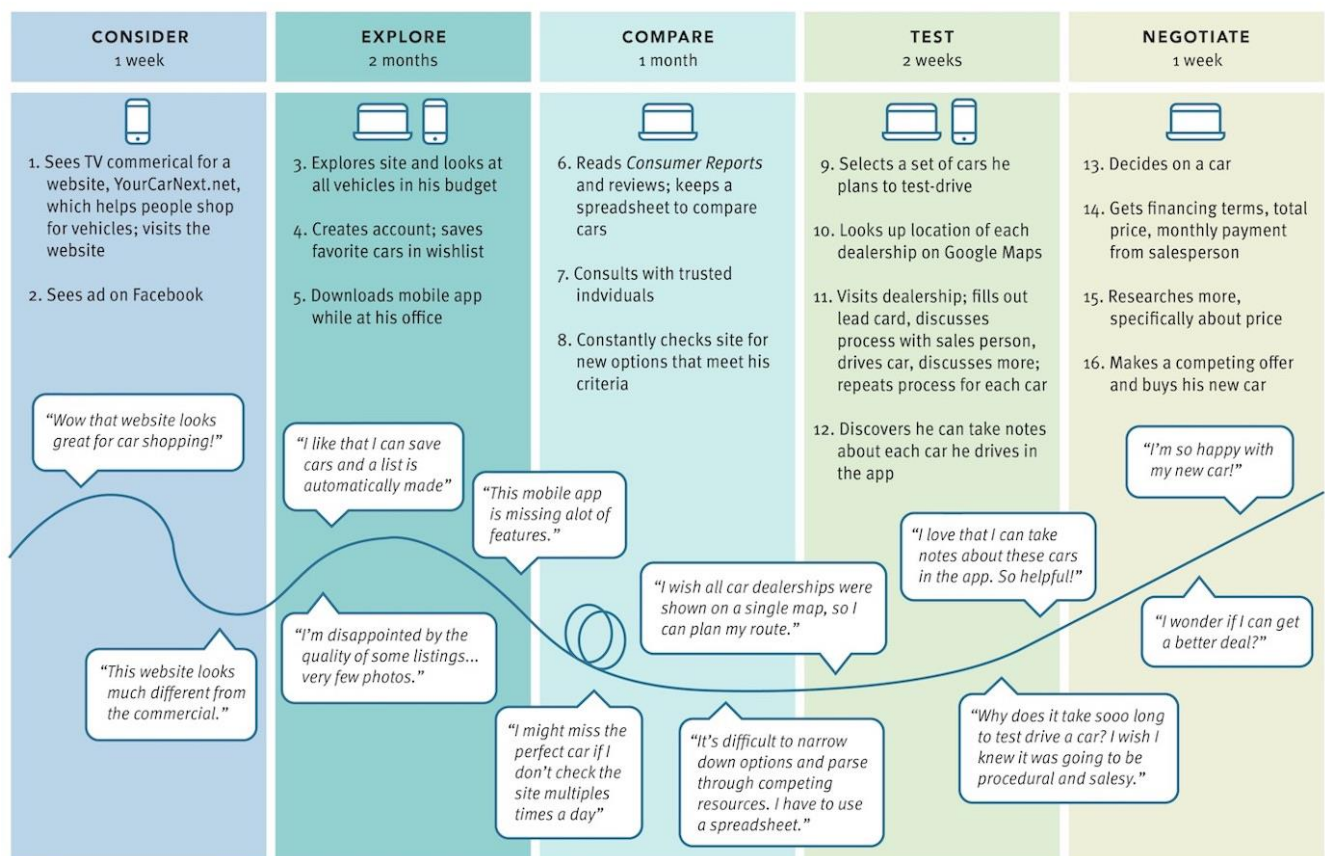 CONSIDER
1 week
EXPLORE
2 months
COMPARE
1 month
TEST
2 weeks
NEGOTIATE
1 week
1. Sees TV commerical for a
website, YourCarNext.net,
which helps people shop
for vehicles; visits the
website
2. Sees ad on Facebook
3. Explores site and looks at
all vehicles in his budget
4. Creates account; saves
favorite cars in wishlist
5. Downloads mobile app
while at his office
6. Reads Consumer Reports
and reviews; keeps a
spreadsheet to compare
cars
7. Consults with trusted
indviduals
8. Constantly checks site for
new options that meet his
criteria
9. Selects a set of cars he
plans to test-drive
10. Looks up location of each
dealership on Google Maps
11. Visits dealership; fills out
lead card, discusses
process with sales person,
drives car, discusses more;
repeats process for each car
12. Discovers he can take notes
about each car he drives in
the app
13. Decides on a car
14. Gets financing terms, total
price, monthly payment
from salesperson
15. Researches more,
specifically about price
16. Makes a competing offer
and buys his new car
“Wow that website looks
great for car shopping!”
“This website looks
much different from
the commercial.”
“I like that I can save
cars and a list is
automatically made”
“I’m disappointed by the
quality of some listings...
very few photos.”
“This mobile app
is missing alot of
features.”
“I might miss the
perfect car if I
don’t check the
site multiples
times a day”
“It’s difficult to narrow
down options and parse
through competing
resources. I have to use
a spreadsheet.”
“I wish all car dealerships were
shown on a single map, so I
can plan my route.”
“I love that I can take
notes about these cars
in the app. So helpful!”
“Why does it take sooo long
to test drive a car? I wish I
knew it was going to be
procedural and salesy.”
“I’m so happy with
my new car!”
“I wonder if I can get
a better deal?”